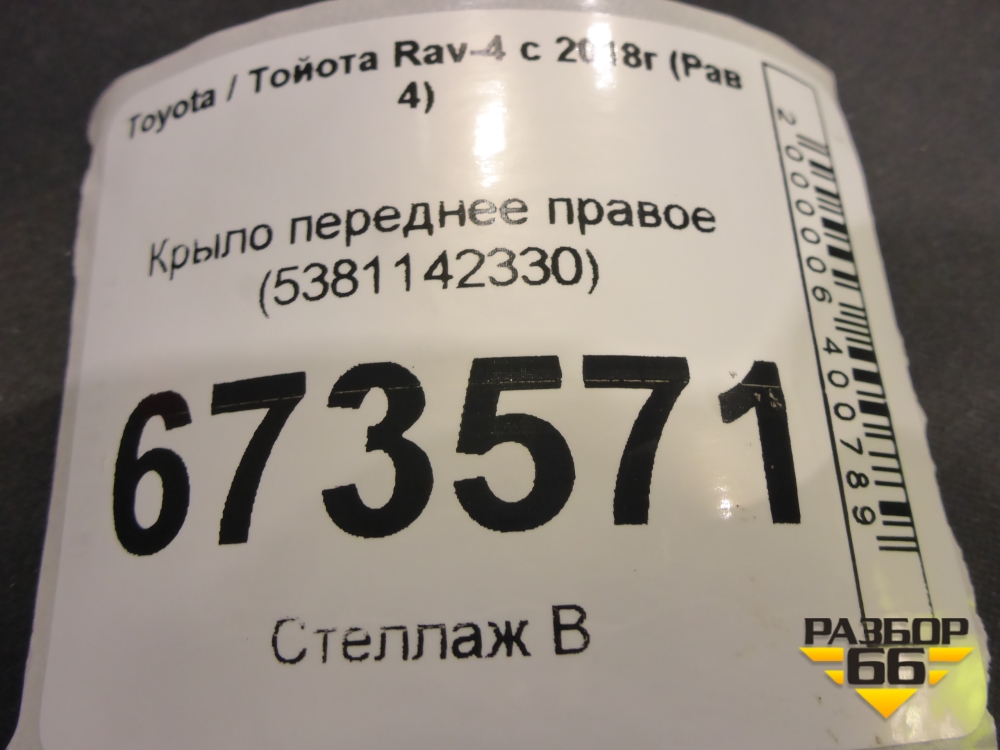 Toyota / Тойота Rav-4 с 2018г (Рав
4)
Крыло переднее правое
(5381142330)
673571
Стеллаж В
2000006400789
РАЗБОР
66